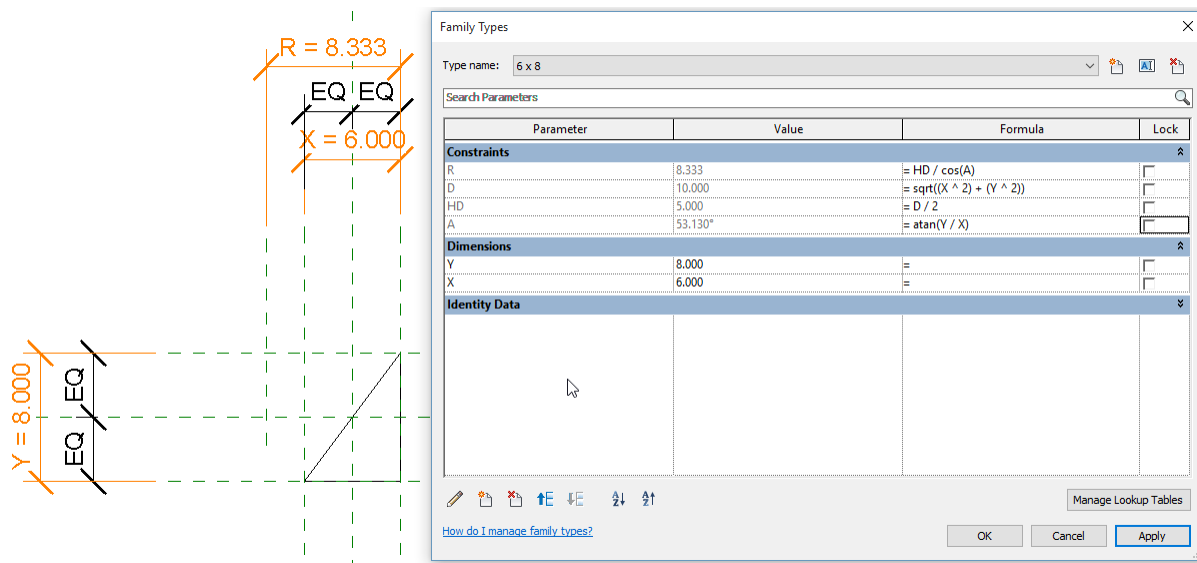 R = 8.333
EQ EQ
X = 6.000
Y = 8.000
EQ
EQ
Family Types
Type name: 6 x 8
Search Parameters
Parameter Value Formula Lock
Constraints
R 8.333 = HD / cos(A)
D 10.000 = sqrt((X ^ 2) + (Y ^ 2))
HD 5.000 = D / 2
A 53.130° = atan(Y / X)
Dimensions
Y 8.000 =
X 6.000 =
Identity Data
Manage Lookup Tables
How do I manage family types?
OK Cancel Apply